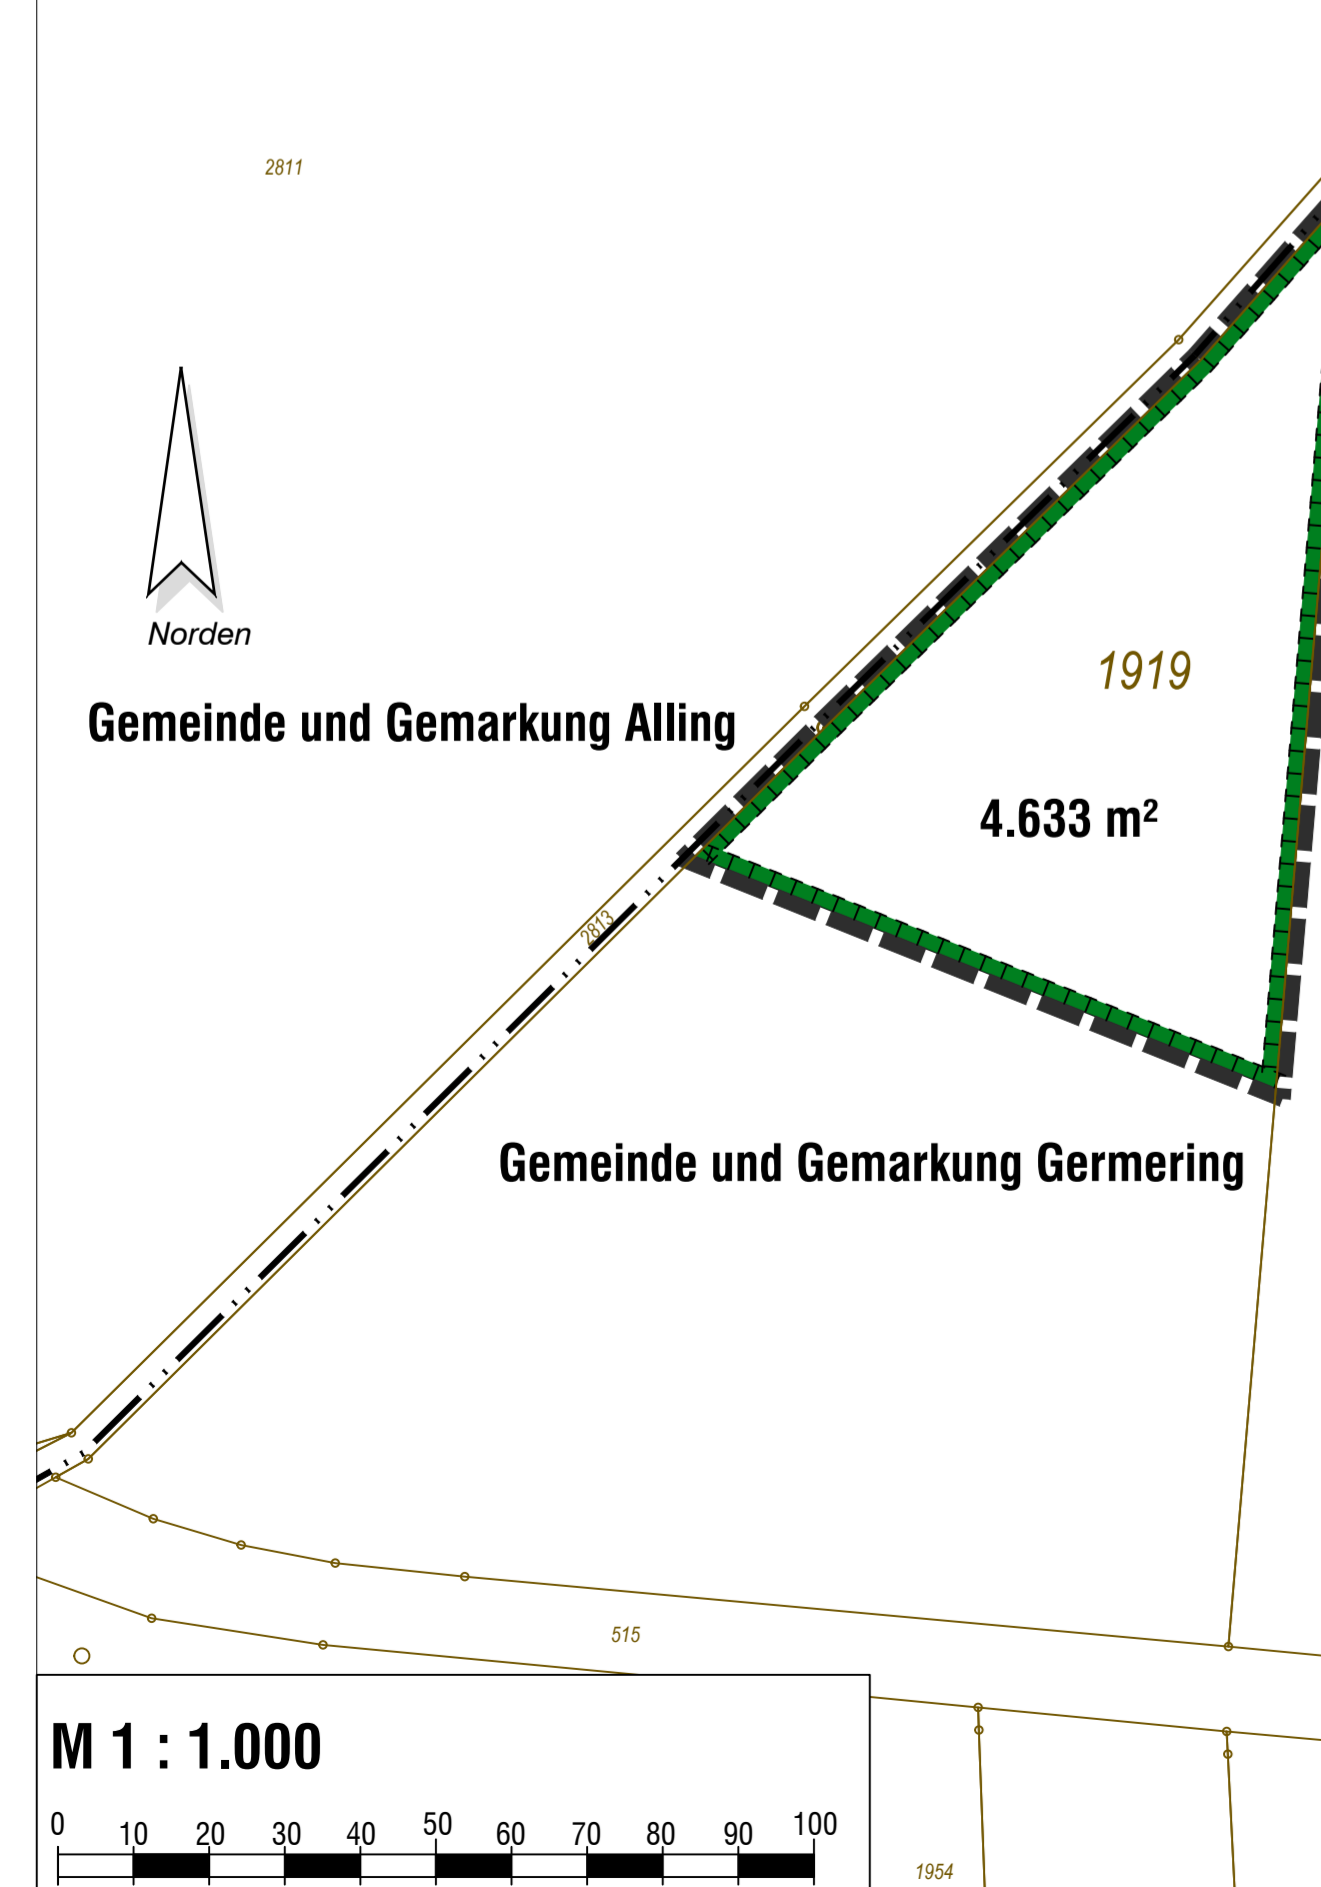 2811
Norden
1919
Gemeinde und Gemarkung Alling
4.633 m²
2813
Gemeinde und Gemarkung Germering
515
M 1 : 1.000
0 10 20 30 40 50 60 70 80 90 100
1954